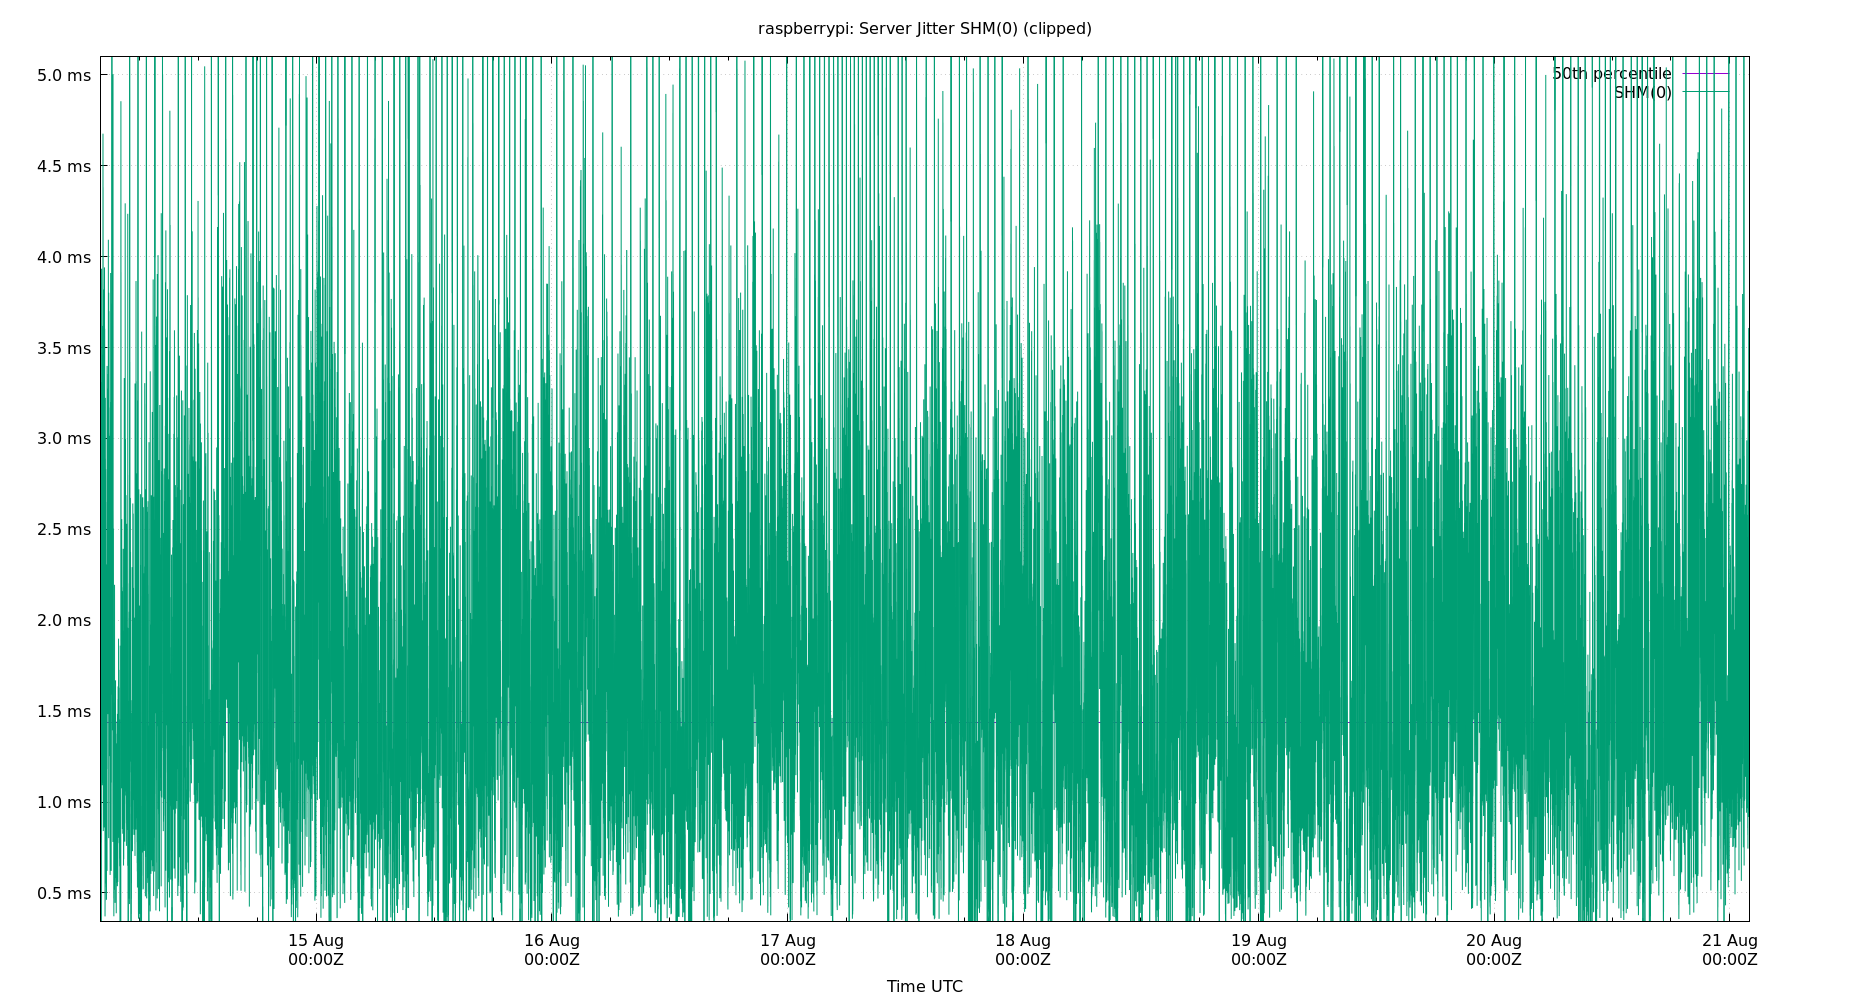 raspberrypi: Server Jitter SHM(0) (clipped)
5.0 ms
50th percentile
SHM(0)
4.5 ms
4.0 ms
3.5 ms
3.0 ms
2.5 ms
2.0 ms
1.5 ms
1.0 ms
0.5 ms
15 Aug
00:00Z
16 Aug
00:00Z
17 Aug
00:00Z
18 Aug
00:00Z
19 Aug
00:00Z
20 Aug
00:00Z
21 Aug
00:00Z
Time UTC